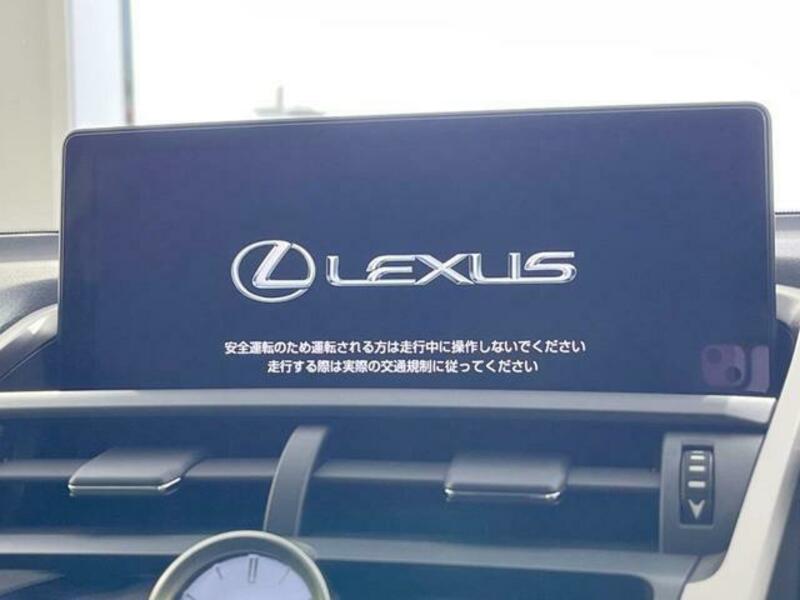 LEXUS
安全運転のため運転される方は走行中に操作しないでください
走行する際は実際の交通規制に従ってください